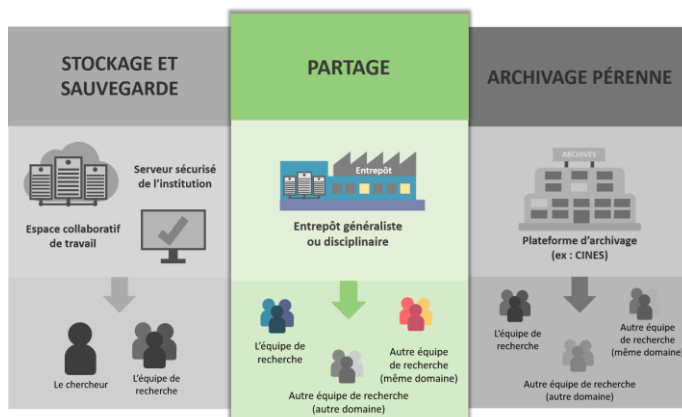 STOCKAGE ET
SAUVEGARDE
Espace collaboratif
de travail
Serveur sécurisé
de l'institution
Le chercheur
L'équipe de
recherche
PARTAGE
Entrepôt
Entrepôt généraliste
ou disciplinaire
L'équipe de
recherche
Autre équipe de recherche
(autre domaine)
Autre équipe
de recherche
(même domaine)
ARCHIVAGE PÉRENNE
ARCHIVES
Plateforme d'archivage
(ex : CINES)
L'équipe de
recherche
Autre équipe de recherche
(autre domaine)
Autre équipe
de recherche
(même domaine)